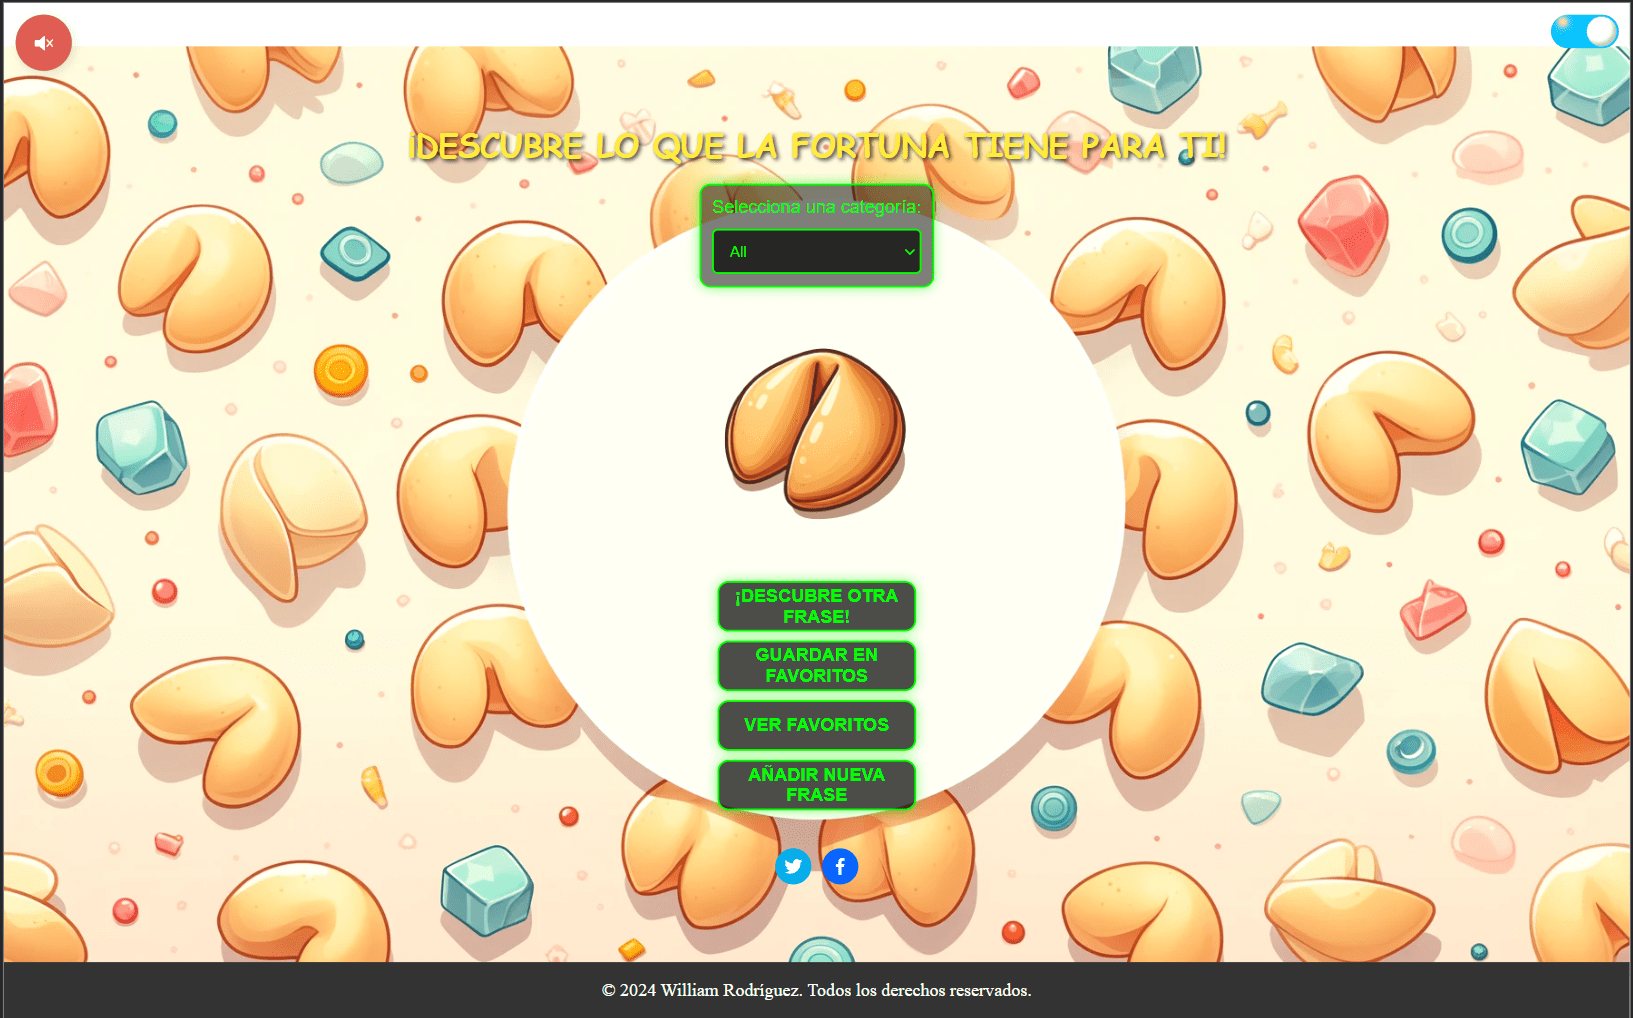 ¡DESCUBRE LO QUE LA FORTUNA TIENE PARA TI!
Selecciona una categoría:
All
¡DESCUBRE OTRA
FRASE!
GUARDAR EN
FAVORITOS
VER FAVORITOS
AÑADIR NUEVA
FRASE
© 2024 William Rodríguez. Todos los derechos reservados.